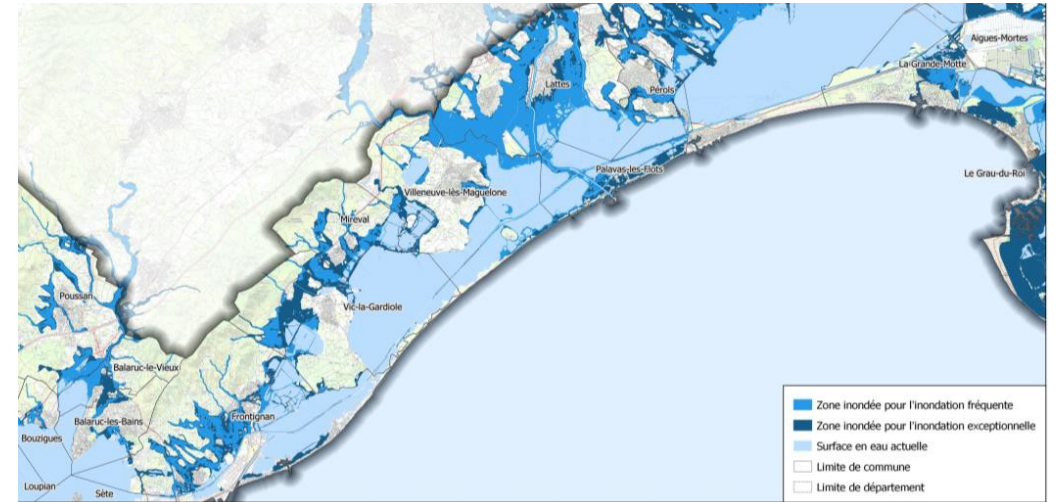 Aigues-Mortes
La Grande-Motte
Lattes
Pérols
Palavas-les-Flots
Le Grau-du-Roi
Villeneuve-lès-Maguelone
Mireval
Poussan
Vic-la-Gardiole
Balaruc-le-Vieux
Frontignan
Balaruc-les-Bains
Bouzigues
Loupian
Sète
Zone inondée pour l'inondation fréquente
Zone inondée pour l'inondation exceptionnelle
Surface en eau actuelle
Limite de commune
Limite de département